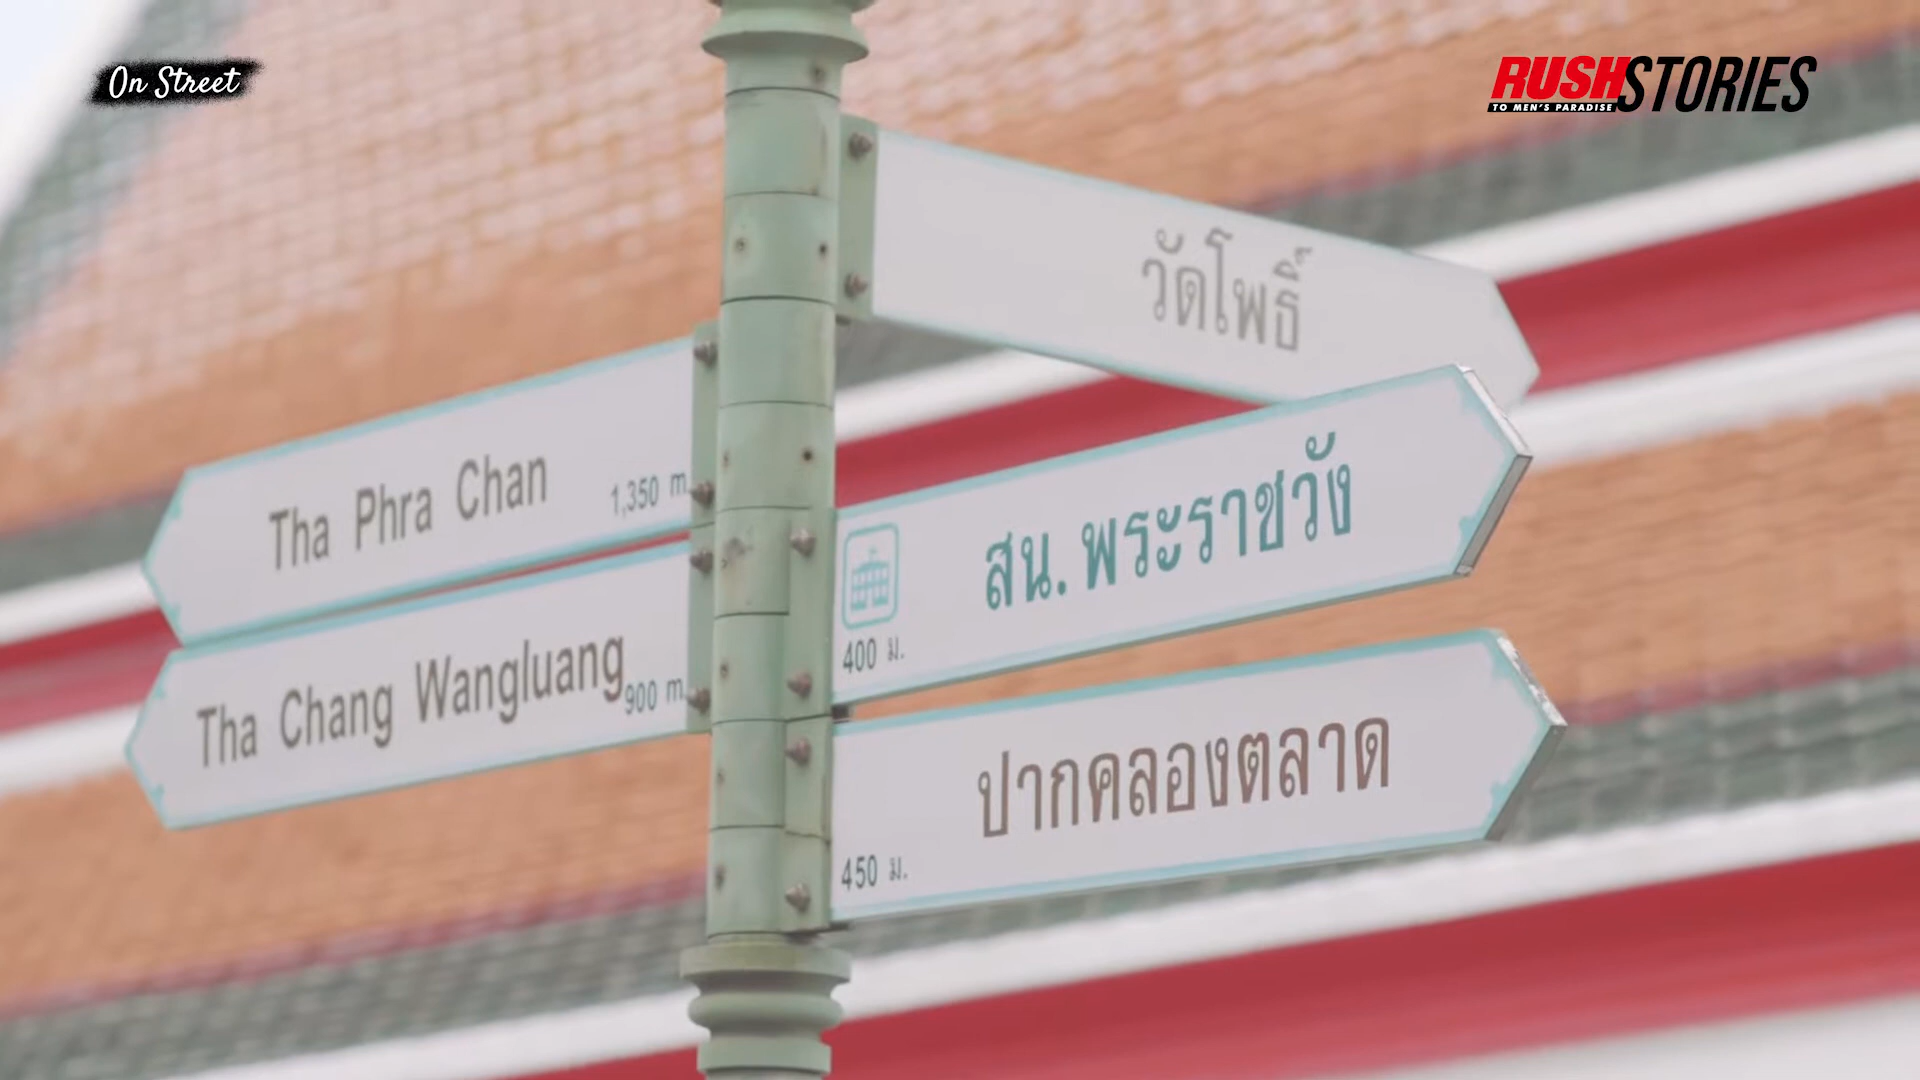 On Street
RUSH STORIES
TO MEN'S PARADISE
วัดโพธิ์
Tha Phra Chan
1,350 m.
สน. พระราชวัง
400 ม.
Tha Chang Wangluang
900 m.
ปากคลองตลาด
450 ม.